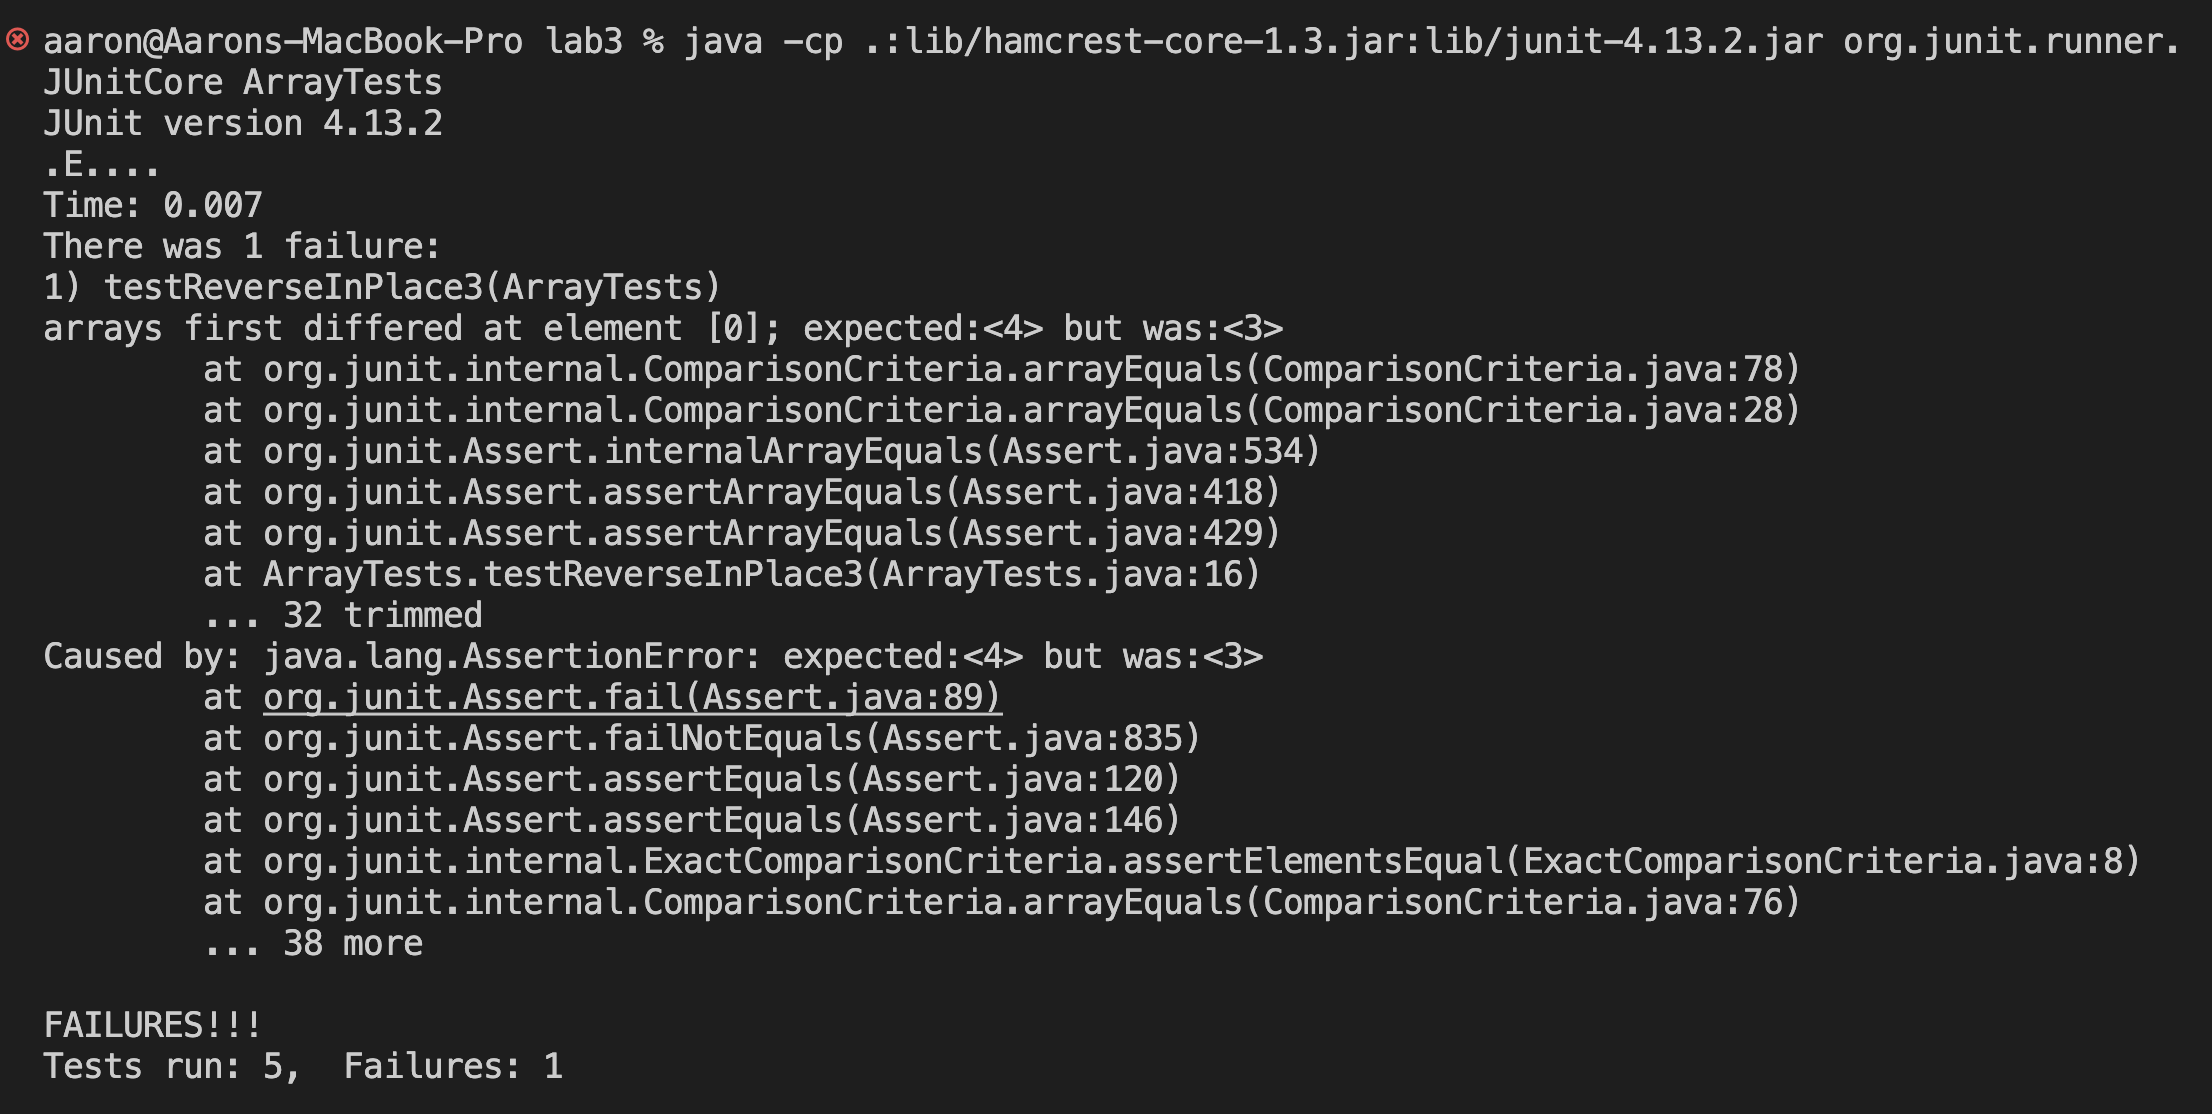 aaron@Aarons-MacBook-Pro lab3 % java -cp .:lib/hamcrest-core-1.3.jar:lib/junit-4.13.2.jar org.junit.runner.
JUnitCore ArrayTests
JUnit version 4.13.2
.E....
Time: 0.007
There was 1 failure:
1) testReverseInPlace3(ArrayTests)
arrays first differed at element [0]; expected:<4> but was:<3>
        at org.junit.internal.ComparisonCriteria.arrayEquals(ComparisonCriteria.java:78)
        at org.junit.internal.ComparisonCriteria.arrayEquals(ComparisonCriteria.java:28)
        at org.junit.Assert.internalArrayEquals(Assert.java:534)
        at org.junit.Assert.assertArrayEquals(Assert.java:418)
        at org.junit.Assert.assertArrayEquals(Assert.java:429)
        at ArrayTests.testReverseInPlace3(ArrayTests.java:16)
        ... 32 trimmed
Caused by: java.lang.AssertionError: expected:<4> but was:<3>
        at org.junit.Assert.fail(Assert.java:89)
        at org.junit.Assert.failNotEquals(Assert.java:835)
        at org.junit.Assert.assertEquals(Assert.java:120)
        at org.junit.Assert.assertEquals(Assert.java:146)
        at org.junit.internal.ExactComparisonCriteria.assertElementsEqual(ExactComparisonCriteria.java:8)
        at org.junit.internal.ComparisonCriteria.arrayEquals(ComparisonCriteria.java:76)
        ... 38 more

FAILURES!!!
Tests run: 5,  Failures: 1